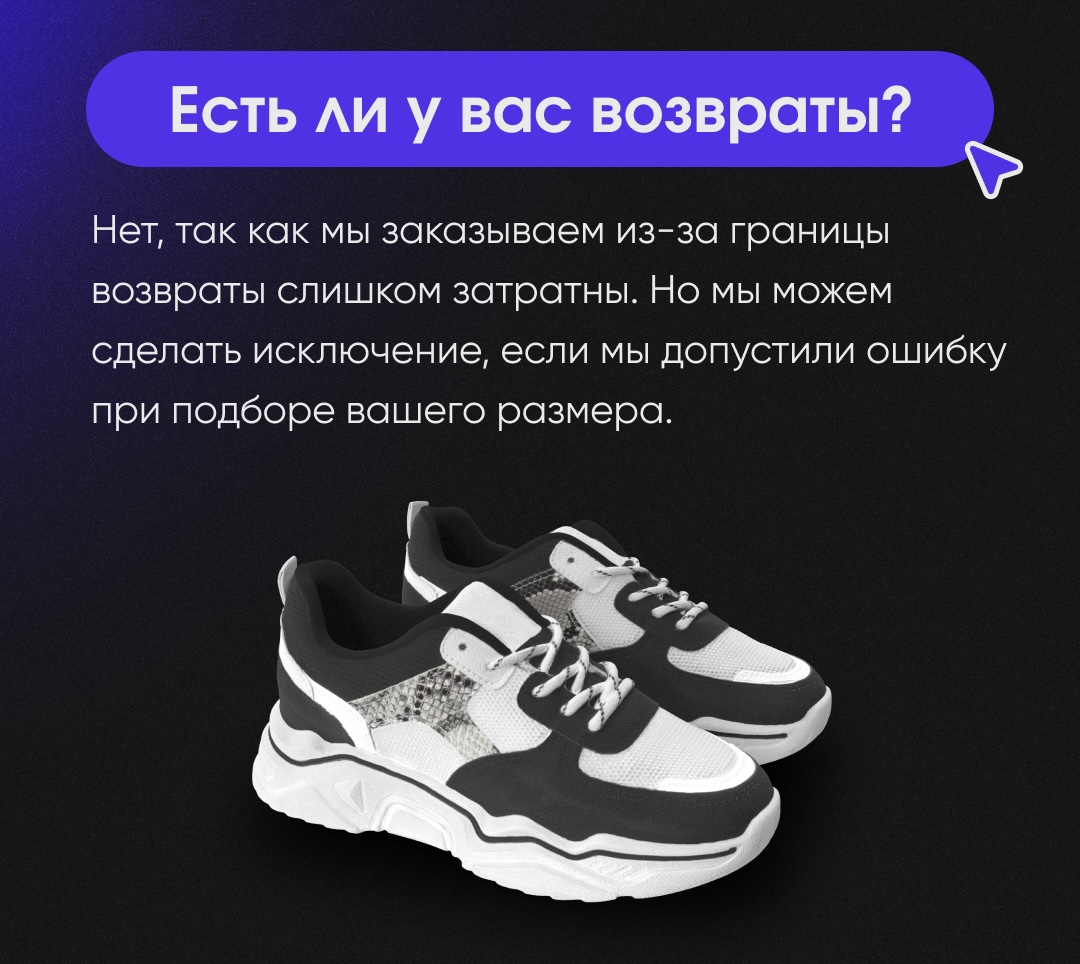 Есть ли у вас возвраты?
Нет, так как мы заказываем из-за границы
возвраты слишком затратны. Но мы можем
сделать исключение, если мы допустили ошибку
при подборе вашего размера.